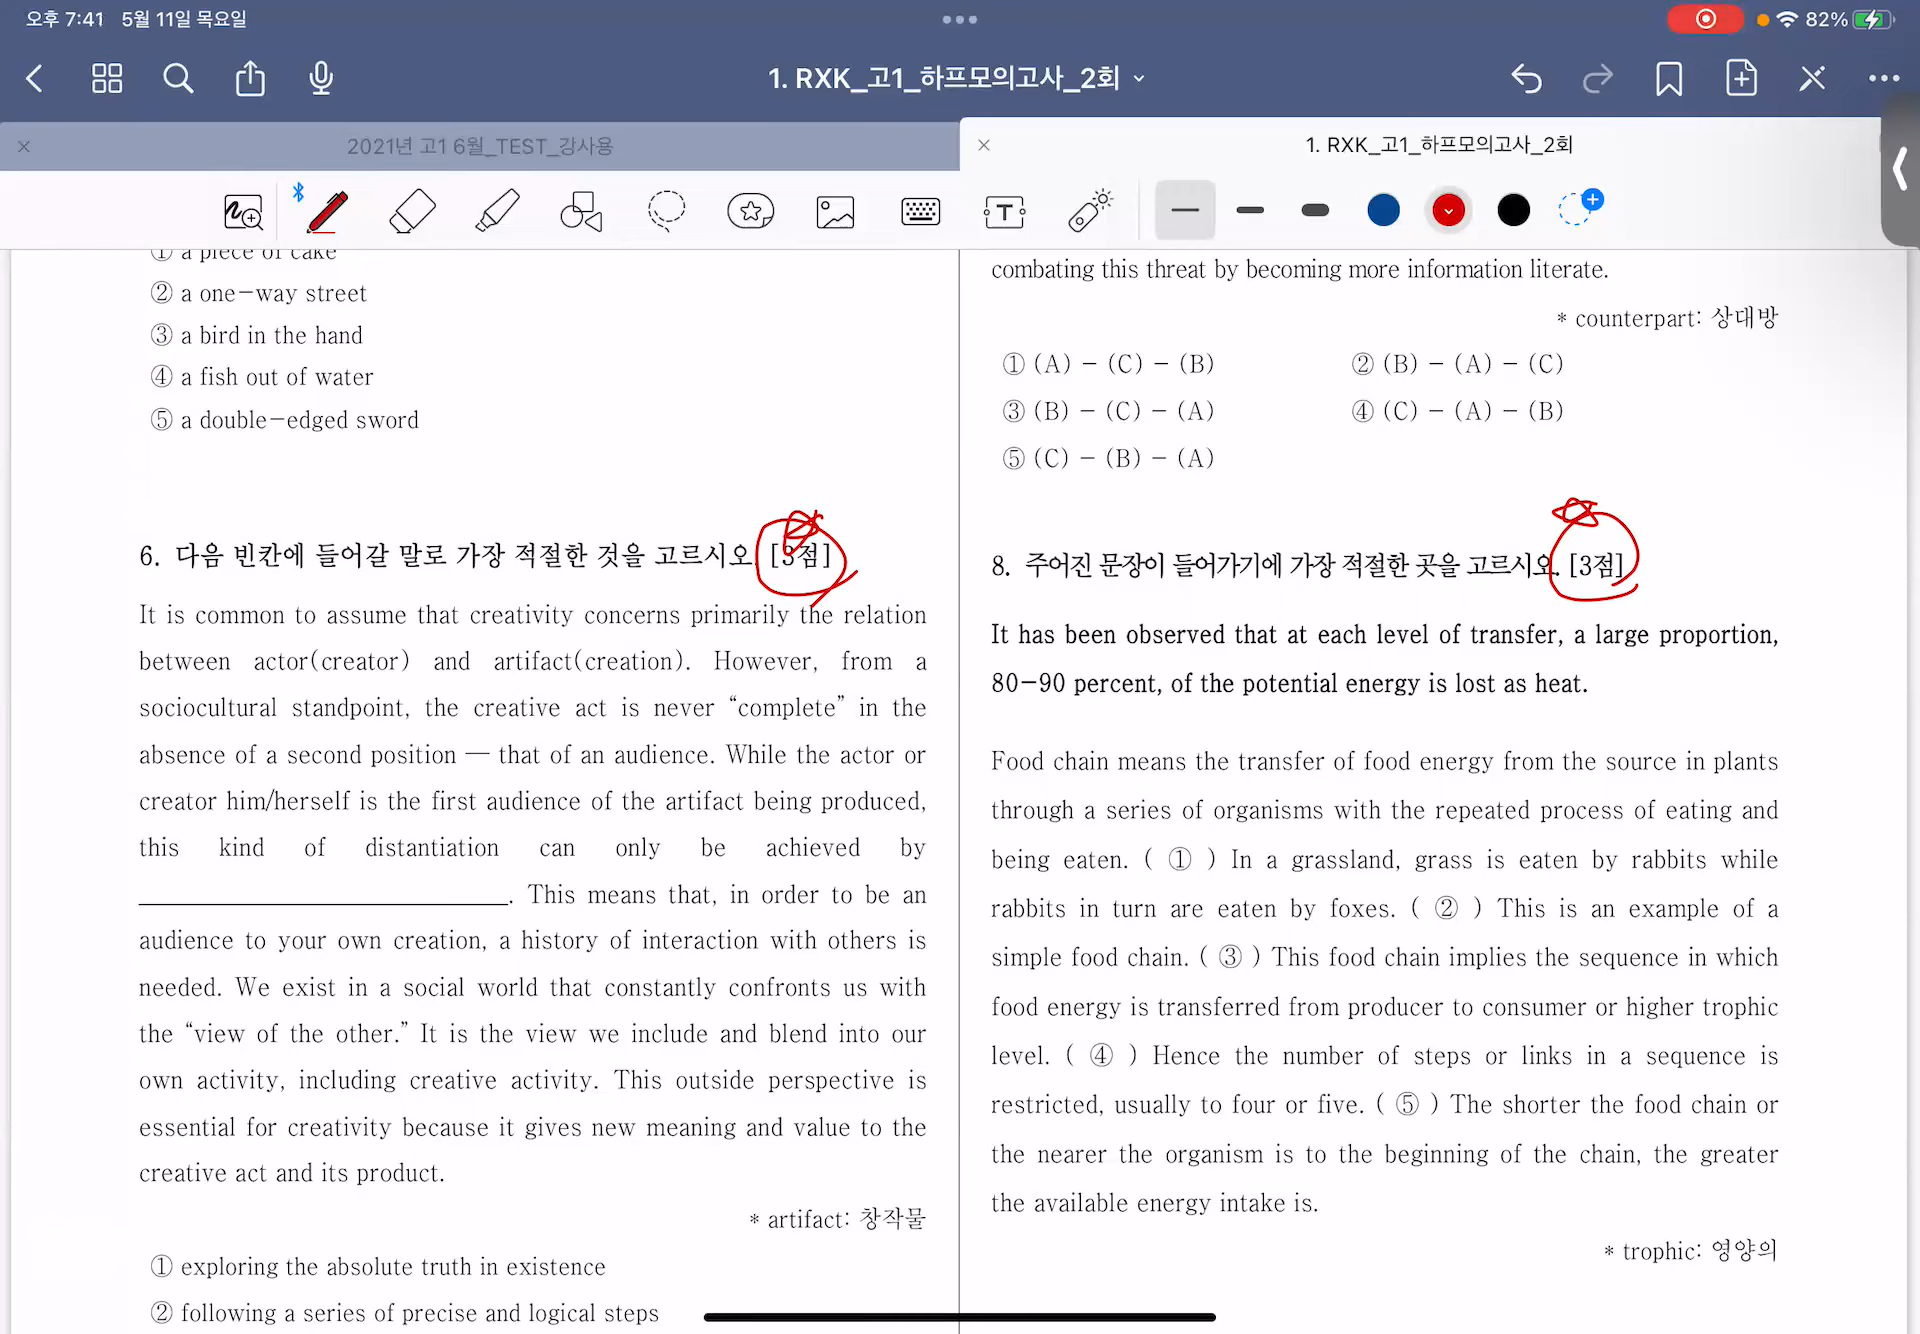 오후 7:41 5월 11일 목요일
82%
1. RXK_고1_하프모의고사_2회
2021년 고1 6월_TEST_강사용
1. RXK_고1_하프모의고사_2회
① a piece of cake
② a one-way street
③ a bird in the hand
④ a fish out of water
⑤ a double-edged sword
6. 다음 빈칸에 들어갈 말로 가장 적절한 것을 고르시오. [3점]
It is common to assume that creativity concerns primarily the relation
between actor(creator) and artifact(creation). However, from a
sociocultural standpoint, the creative act is never “complete” in the
absence of a second position — that of an audience. While the actor or
creator him/herself is the first audience of the artifact being produced,
this kind of distantiation can only be achieved by
____________________. This means that, in order to be an
audience to your own creation, a history of interaction with others is
needed. We exist in a social world that constantly confronts us with
the “view of the other.” It is the view we include and blend into our
own activity, including creative activity. This outside perspective is
essential for creativity because it gives new meaning and value to the
creative act and its product.
* artifact: 창작물
① exploring the absolute truth in existence
② following a series of precise and logical steps
combating this threat by becoming more information literate.
* counterpart: 상대방
① (A) - (C) - (B) ② (B) - (A) - (C)
③ (B) - (C) - (A) ④ (C) - (A) - (B)
⑤ (C) - (B) - (A)
8. 주어진 문장이 들어가기에 가장 적절한 곳을 고르시오. [3점]
It has been observed that at each level of transfer, a large proportion,
80-90 percent, of the potential energy is lost as heat.
Food chain means the transfer of food energy from the source in plants
through a series of organisms with the repeated process of eating and
being eaten. ( ① ) In a grassland, grass is eaten by rabbits while
rabbits in turn are eaten by foxes. ( ② ) This is an example of a
simple food chain. ( ③ ) This food chain implies the sequence in which
food energy is transferred from producer to consumer or higher trophic
level. ( ④ ) Hence the number of steps or links in a sequence is
restricted, usually to four or five. ( ⑤ ) The shorter the food chain or
the nearer the organism is to the beginning of the chain, the greater
the available energy intake is.
* trophic: 영양의